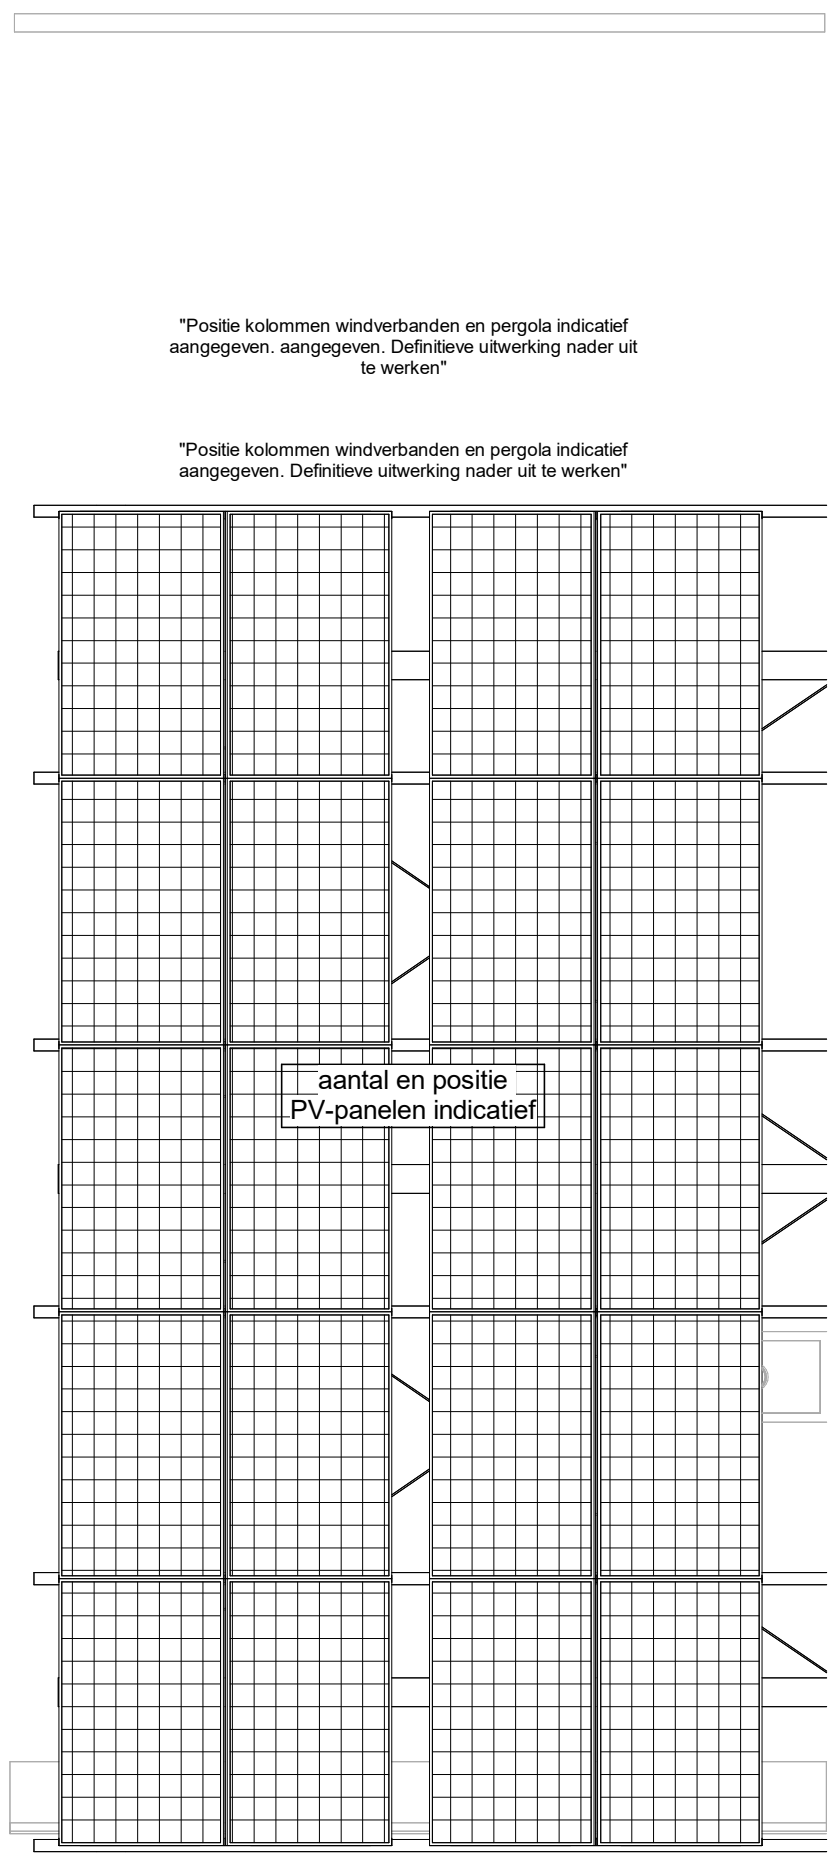 "Positie kolommen windverbanden en pergola indicatief
aangegeven. aangegeven. Definitieve uitwerking nader uit
te werken"
"Positie kolommen windverbanden en pergola indicatief
aangegeven. Definitieve uitwerking nader uit te werken"
aantal en positie
PV-panelen indicatief